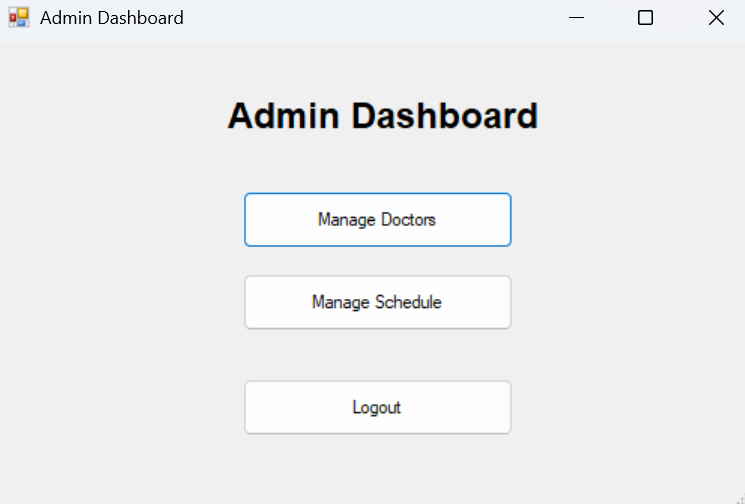 Admin Dashboard
Admin Dashboard
Manage Doctors
Manage Schedule
Logout